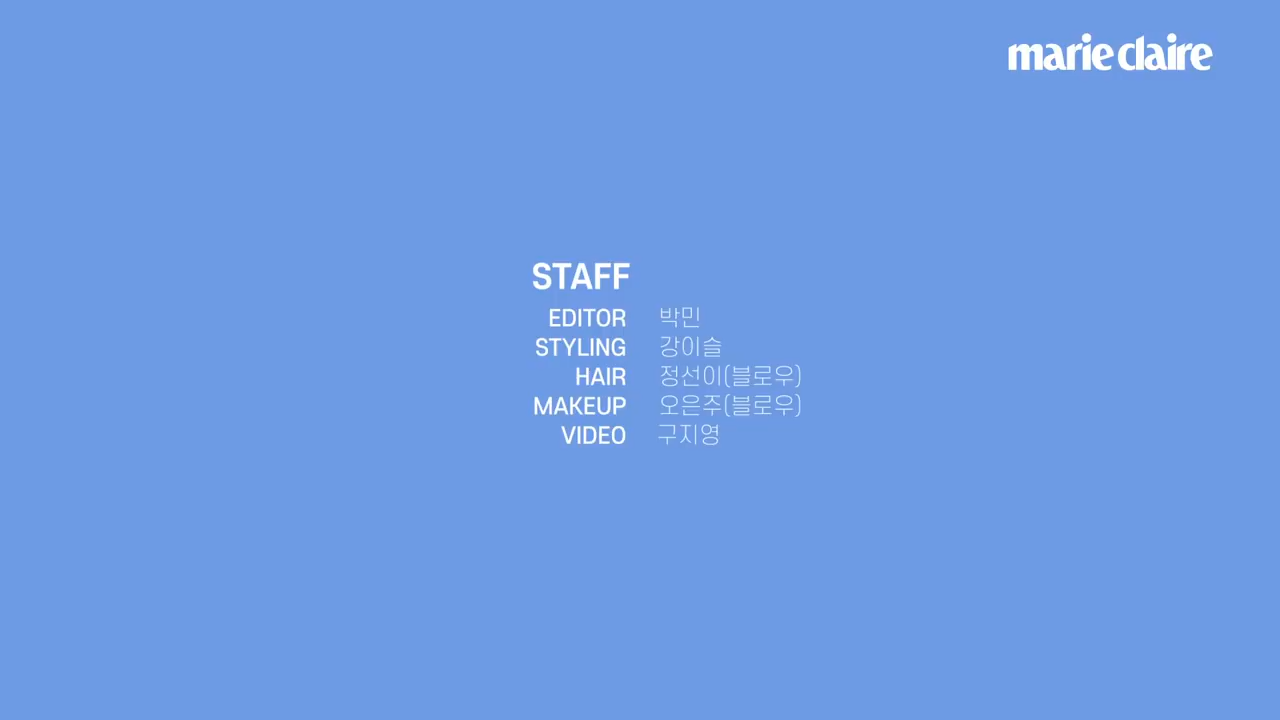 marie claire
STAFF
EDITOR 박민
STYLING 강이슬
HAIR 정선이(블로우)
MAKEUP 오은주(블로우)
VIDEO 구지영